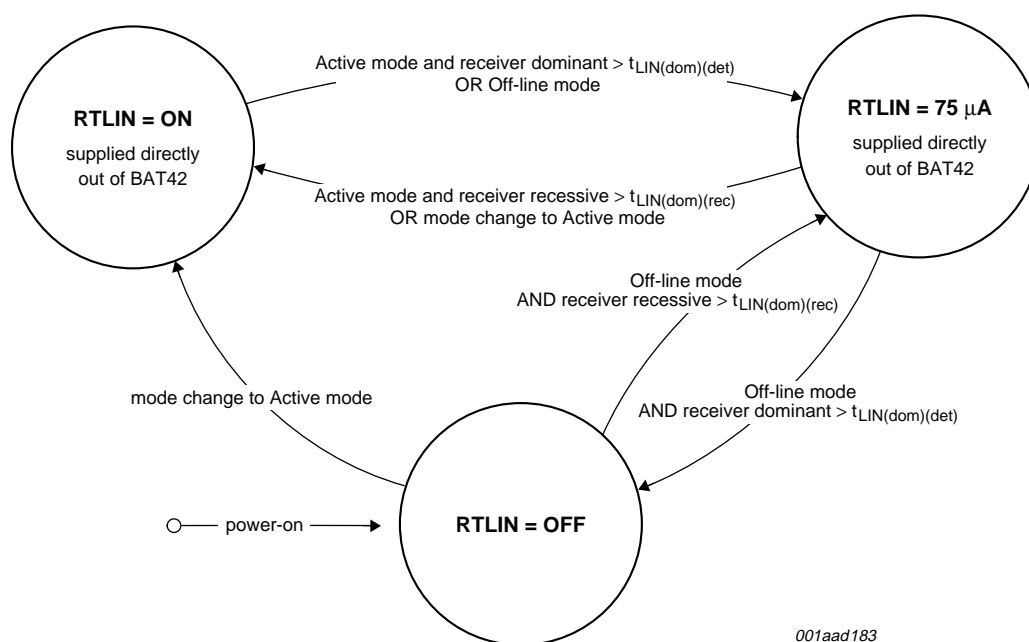 Active mode and receiver dominant > tLIN(dom)(det)
OR Off-line mode
RTLIN = ON
supplied directly
out of BAT42
RTLIN = 75 μA
supplied directly
out of BAT42
Active mode and receiver recessive > tLIN(dom)(rec)
OR mode change to Active mode
Off-line mode
AND receiver recessive > tLIN(dom)(rec)
mode change to Active mode
Off-line mode
AND receiver dominant > tLIN(dom)(det)
power-on
RTLIN = OFF
001aad183